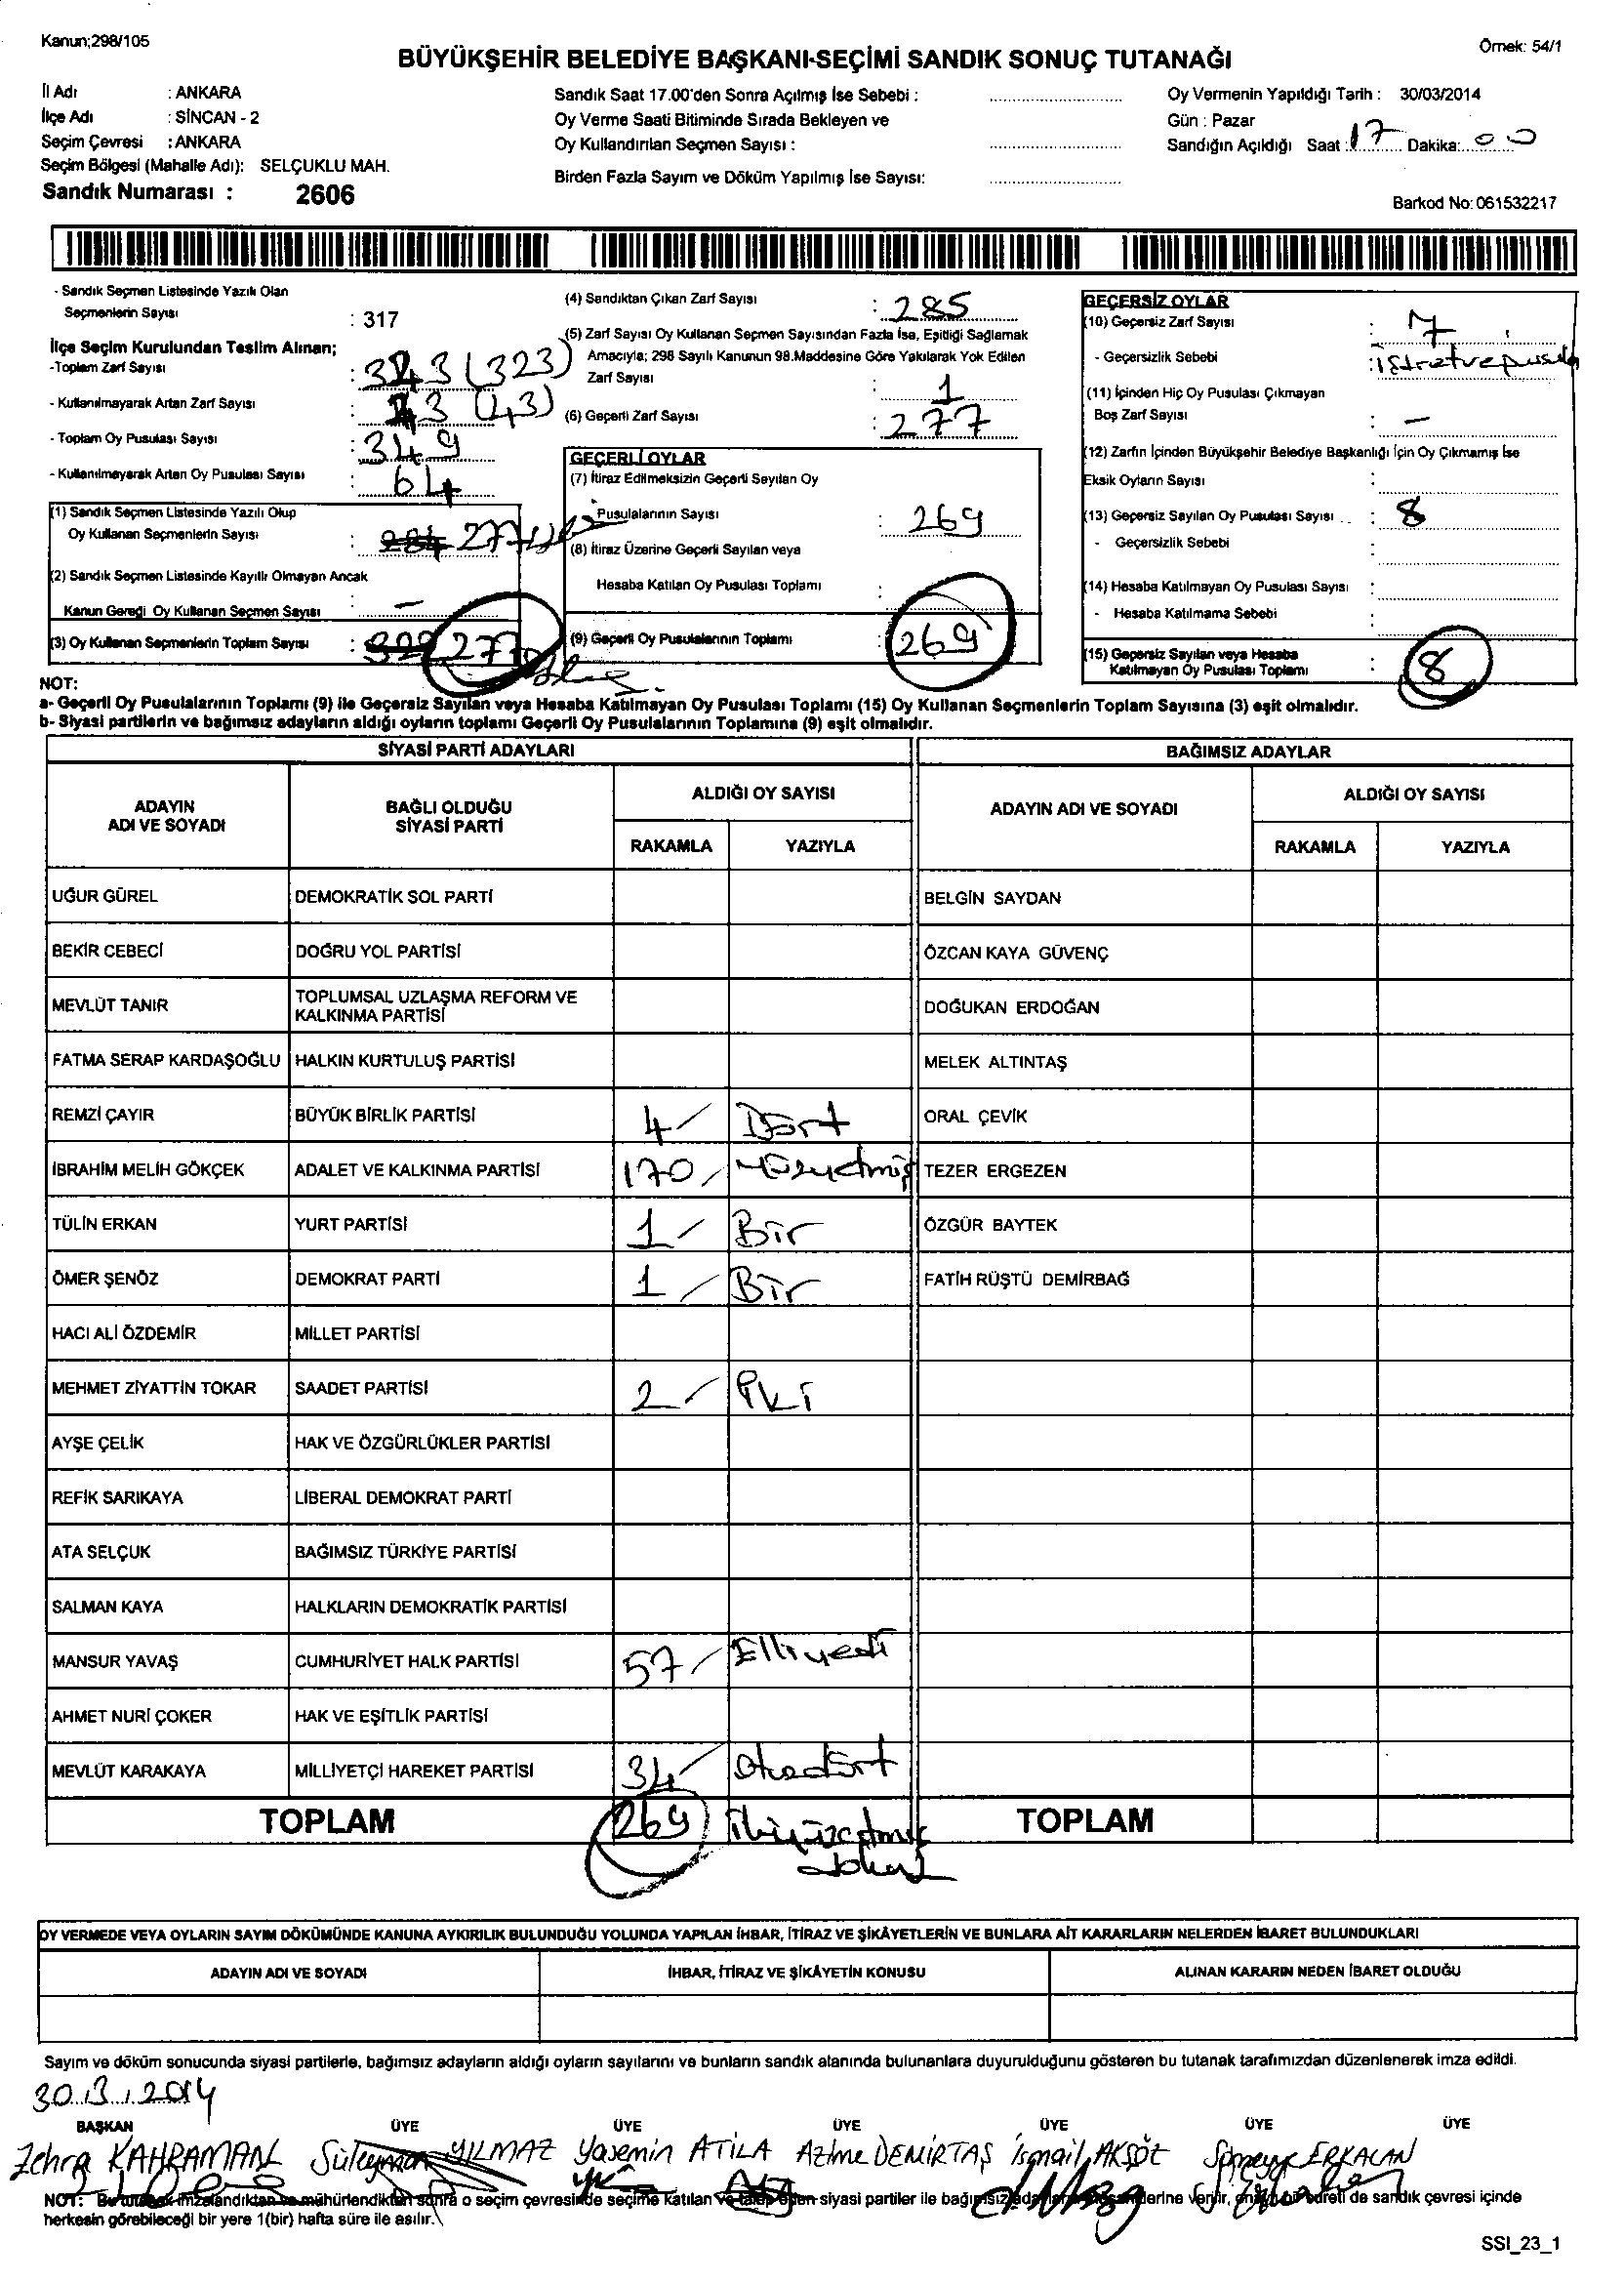 Kanun;298/105
Örnek: 54/1
BÜYÜKŞEHİR BELEDİYE BAŞKANI-SEÇİMİ SANDIK SONUÇ TUTANAĞI
İl Adı : ANKARA
İlçe Adı : SİNCAN - 2
Seçim Çevresi : ANKARA
Seçim Bölgesi (Mahalle Adı): SELÇUKLU MAH.
Sandık Numarası : 2606
Sandık Saat 17.00'den Sonra Açılmış İse Sebebi :
Oy Verme Saati Bitiminde Sırada Bekleyen ve
Oy Kullandırılan Seçmen Sayısı :
Birden Fazla Sayım ve Döküm Yapılmış İse Sayısı:
Oy Vermenin Yapıldığı Tarih : 30/03/2014
Gün : Pazar
Sandığın Açıldığı Saat : 17 Dakika: 00
Barkod No: 061532217
- Sandık Seçmen Listesinde Yazılı Olan
Seçmenlerin Sayısı : 317
İlçe Seçim Kurulundan Teslim Alınan;
-Toplam Zarf Sayısı : 343 (323)
- Kullanılmayarak Artan Zarf Sayısı : 43 (43)
- Toplam Oy Pusulası Sayısı : 349
- Kullanılmayarak Artan Oy Pusulası Sayısı : 64
(1) Sandık Seçmen Listesinde Yazılı Olup
Oy Kullanan Seçmenlerin Sayısı : 284 277
(2) Sandık Seçmen Listesinde Kayıtlı Olmayan Ancak
Kanun Gereği Oy Kullanan Seçmen Sayısı : -
(3) Oy Kullanan Seçmenlerin Toplam Sayısı : 277
(4) Sandıktan Çıkan Zarf Sayısı : 285
(5) Zarf Sayısı Oy Kullanan Seçmen Sayısından Fazla İse, Eşitliği Sağlamak
Amacıyla; 298 Sayılı Kanunun 98.Maddesine Göre Yakılarak Yok Edilen
Zarf Sayısı : 1
(6) Geçerli Zarf Sayısı : 277
GEÇERLİ OYLAR
(7) İtiraz Edilmeksizin Geçerli Sayılan Oy
Pusulalarının Sayısı : 269
(8) İtiraz Üzerine Geçerli Sayılan veya
Hesaba Katılan Oy Pusulası Toplamı :
(9) Geçerli Oy Pusulalarının Toplamı : 269
GEÇERSİZ OYLAR
(10) Geçersiz Zarf Sayısı : 7
- Geçersizlik Sebebi :
(11) İçinden Hiç Oy Pusulası Çıkmayan
Boş Zarf Sayısı : -
(12) Zarfın İçinden Büyükşehir Belediye Başkanlığı İçin Oy Çıkmamış İse
Eksik Oyların Sayısı :
(13) Geçersiz Sayılan Oy Pusulası Sayısı .. : 8
- Geçersizlik Sebebi :
(14) Hesaba Katılmayan Oy Pusulası Sayısı :
- Hesaba Katılmama Sebebi :
(15) Geçersiz Sayılan veya Hesaba
Katılmayan Oy Pusulası Toplamı : 8
NOT:
a- Geçerli Oy Pusulalarının Toplamı (9) ile Geçersiz Sayılan veya Hesaba Katılmayan Oy Pusulası Toplamı (15) Oy Kullanan Seçmenlerin Toplam Sayısına (3) eşit olmalıdır.
b- Siyasi partilerin ve bağımsız adayların aldığı oyların toplamı Geçerli Oy Pusulalarının Toplamına (9) eşit olmalıdır.
SİYASİ PARTİ ADAYLARI
BAĞIMSIZ ADAYLAR
ADAYIN ADI VE SOYADI
BAĞLI OLDUĞU SİYASİ PARTİ
ALDIĞI OY SAYISI
RAKAMLA YAZIYLA
ADAYIN ADI VE SOYADI
ALDIĞI OY SAYISI
RAKAMLA YAZIYLA
UĞUR GÜREL DEMOKRATİK SOL PARTİ BELGİN SAYDAN
BEKİR CEBECİ DOĞRU YOL PARTİSİ ÖZCAN KAYA GÜVENÇ
MEVLÜT TANIR TOPLUMSAL UZLAŞMA REFORM VE KALKINMA PARTİSİ DOĞUKAN ERDOĞAN
FATMA SERAP KARDAŞOĞLU HALKIN KURTULUŞ PARTİSİ MELEK ALTINTAŞ
REMZİ ÇAYIR BÜYÜK BİRLİK PARTİSİ 4 / Dört ORAL ÇEVİK
İBRAHİM MELİH GÖKÇEK ADALET VE KALKINMA PARTİSİ 170 / Yüzyetmiş TEZER ERGEZEN
TÜLİN ERKAN YURT PARTİSİ 1 / Bir ÖZGÜR BAYTEK
ÖMER ŞENÖZ DEMOKRAT PARTİ 1 / Bir FATİH RÜŞTÜ DEMİRBAĞ
HACI ALİ ÖZDEMİR MİLLET PARTİSİ
MEHMET ZİYATTİN TOKAR SAADET PARTİSİ 2 / iki
AYŞE ÇELİK HAK VE ÖZGÜRLÜKLER PARTİSİ
REFİK SARIKAYA LİBERAL DEMOKRAT PARTİ
ATA SELÇUK BAĞIMSIZ TÜRKİYE PARTİSİ
SALMAN KAYA HALKLARIN DEMOKRATİK PARTİSİ
MANSUR YAVAŞ CUMHURİYET HALK PARTİSİ 57 / Elliyedi
AHMET NURİ ÇOKER HAK VE EŞİTLİK PARTİSİ
MEVLÜT KARAKAYA MİLLİYETÇİ HAREKET PARTİSİ 34 / otuzdört
TOPLAM 269 ikiyüzatmış dokuz TOPLAM
OY VERMEDE VEYA OYLARIN SAYIM DÖKÜMÜNDE KANUNA AYKIRILIK BULUNDUĞU YOLUNDA YAPILAN İHBAR, İTİRAZ VE ŞİKÂYETLERİN VE BUNLARA AİT KARARLARIN NELERDEN İBARET BULUNDUKLARI
ADAYIN ADI VE SOYADI İHBAR, İTİRAZ VE ŞİKÂYETİN KONUSU ALINAN KARARIN NEDEN İBARET OLDUĞU
Sayım ve döküm sonucunda siyasi partilerle, bağımsız adayların aldığı oyların sayılarını ve bunların sandık alanında bulunanlara duyurulduğunu gösteren bu tutanak tarafımızdan düzenlenerek imza edildi.
30.3.2014
BAŞKAN ÜYE ÜYE ÜYE ÜYE ÜYE ÜYE
Zehra KAHRAMAN Süleyman YILMAZ Yasemin ATİLA Azime DEMİRTAŞ İsmail AKSÖZ Sümeyye ERKALAN
NOT: Bu tutanak imzalandıktan ve mühürlendikten sonra o seçim çevresinde seçime katılan ve talep eden siyasi partiler ile bağımsız adayların verilir, sureti de sandık çevresi içinde
herkesin görebileceği bir yere 1(bir) hafta süre ile asılır.
SSI_23_1